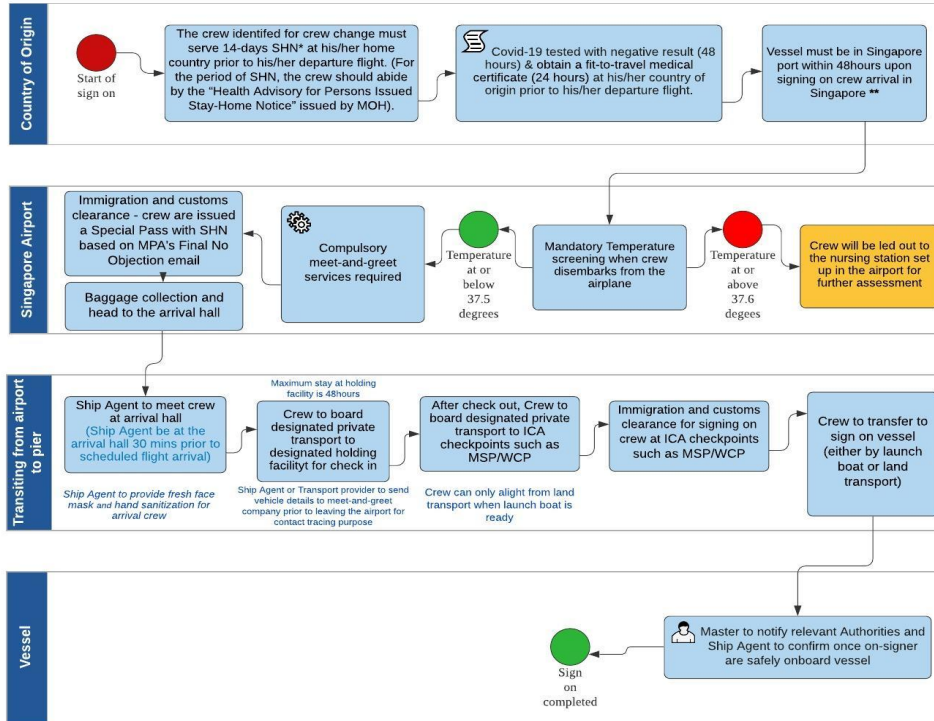 Country of Origin
Start of
sign on
The crew identifed for crew change must
serve 14-days SHN* at his/her home
country prior to his/her departure flight. (For
the period of SHN, the crew should abide
by the "Health Advisory for Persons Issued
Stay-Home Notice" issued by MOH).
Covid-19 tested with negative result (48
hours) & obtain a fit-to-travel medical
certificate (24 hours) at his/her country of
origin prior to his/her departure flight.
Vessel must be in Singapore
port within 48hours upon
signing on crew arrival in
Singapore **
Singapore Airport
Immigration and customs
clearance - crew are issued
a Special Pass with SHN
based on MPA's Final No
Objection email
Baggage collection and
head to the arrival hall
Compulsory
meet-and-greet
services required
Temperature
at or
below
37.5
degrees
Mandatory Temperature
screening when crew
disembarks from the
airplane
Temperature
at or
above
37.6
degees
Crew will be led out to
the nursing station set
up in the airport for
further assessment
Transiting from airport
to pier
Ship Agent to meet crew
at arrival hall
(Ship Agent be at the
arrival hall 30 mins prior to
scheduled flight arrival)
Ship Agent to provide fresh face
mask and hand sanitization for
arrival crew
Maximum stay at holding
facility is 48hours
Crew to board
designated private
transport to
designated holding
facilityt for check in
Ship Agent or Transport provider to send
vehicle details to meet-and-greet
company prior to leaving the airport for
contact tracing purpose
After check out, Crew to
board designated private
transport to ICA
checkpoints such as
MSP/WCP
Crew can only alight from land
transport when launch boat is
ready
Immigration and customs
clearance for signing on
crew at ICA checkpoints
such as MSP/WCP
Crew to transfer to
sign on vessel
(either by launch
boat or land
transport)
Vessel
Sign
on
completed
Master to notify relevant Authorities and
Ship Agent to confirm once on-signer
are safely onboard vessel